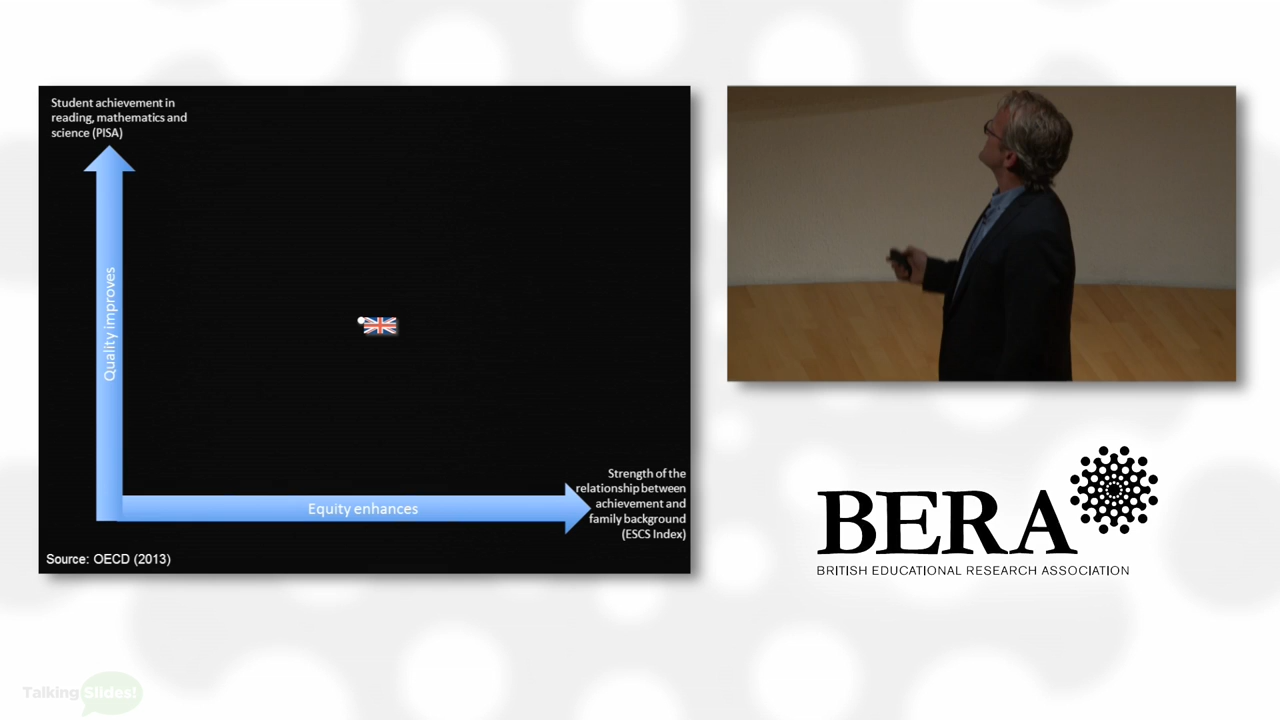 Student achievement in
reading, mathematics and
science (PISA)
Quality improves
Strength of the
relationship between
achievement and
family background
(ESCS Index)
Equity enhances
Source: OECD (2013)
BERA
BRITISH EDUCATIONAL RESEARCH ASSOCIATION
Talking Slides!